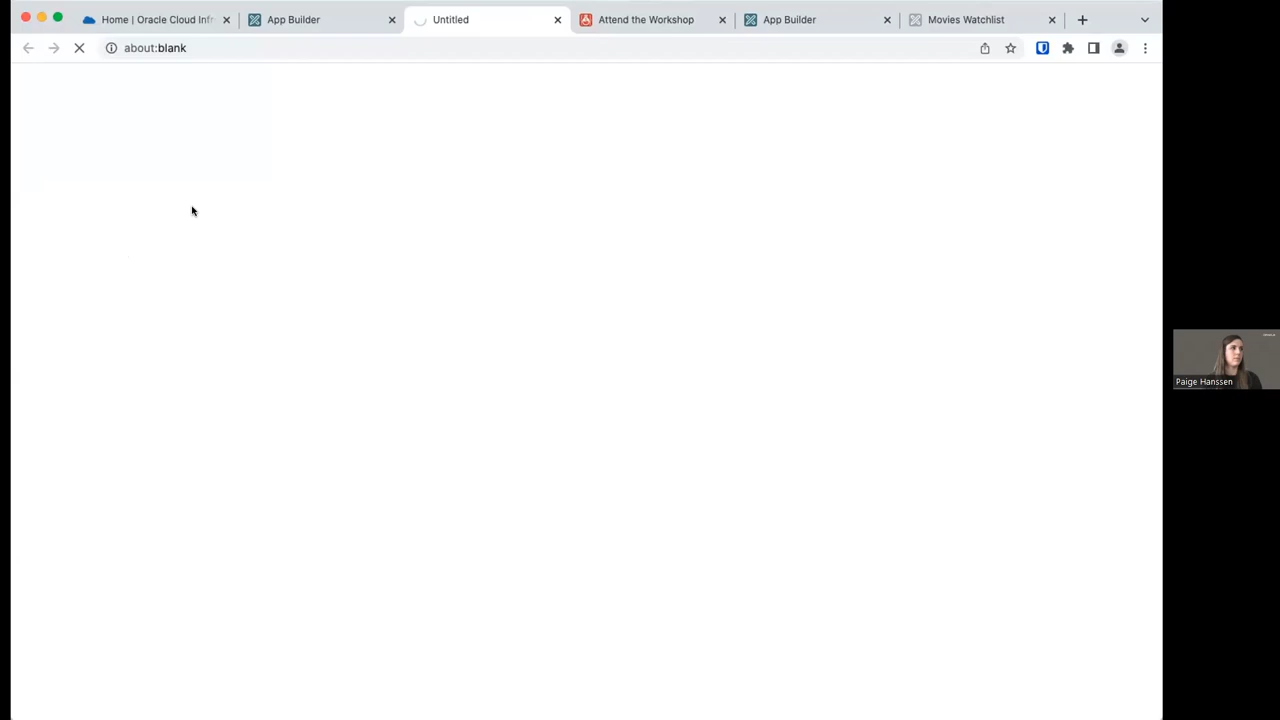 Home | Oracle Cloud Infr
App Builder
Untitled
Attend the Workshop
App Builder
Movies Watchlist
about:blank
Paige Hanssen